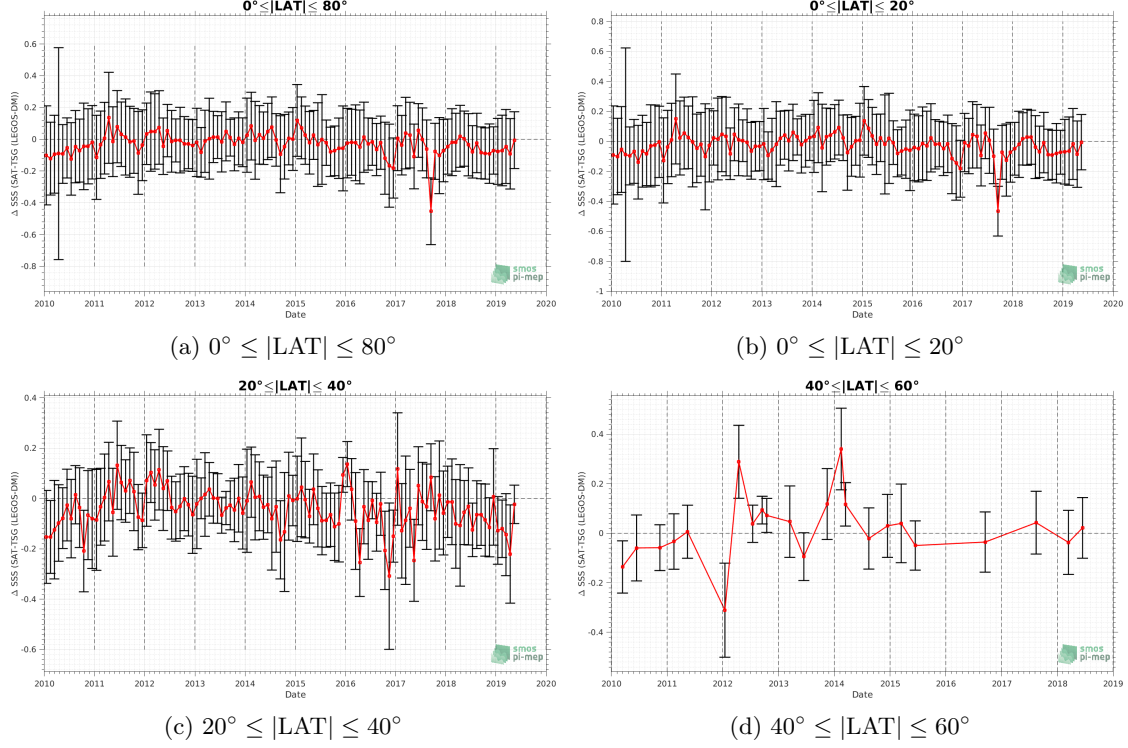 0°≤|LAT|≤ 80°
Δ SSS (SAT-TSG (LEGOS-DM))
0.6
0.4
0.2
0
-0.2
-0.4
-0.6
-0.8
2010 2011 2012 2013 2014 2015 2016 2017 2018 2019 2020
Date
smos
pi-mep
(a) 0° ≤ |LAT| ≤ 80°
0°≤|LAT|≤ 20°
Δ SSS (SAT-TSG (LEGOS-DM))
0.8
0.6
0.4
0.2
0
-0.2
-0.4
-0.6
-0.8
-1
2010 2011 2012 2013 2014 2015 2016 2017 2018 2019 2020
Date
smos
pi-mep
(b) 0° ≤ |LAT| ≤ 20°
20°≤|LAT|≤ 40°
Δ SSS (SAT-TSG (LEGOS-DM))
0.4
0.2
0
-0.2
-0.4
-0.6
2010 2011 2012 2013 2014 2015 2016 2017 2018 2019 2020
Date
smos
pi-mep
(c) 20° ≤ |LAT| ≤ 40°
40°≤|LAT|≤ 60°
Δ SSS (SAT-TSG (LEGOS-DM))
0.4
0.2
0
-0.2
-0.4
2010 2011 2012 2013 2014 2015 2016 2017 2018 2019
Date
smos
pi-mep
(d) 40° ≤ |LAT| ≤ 60°